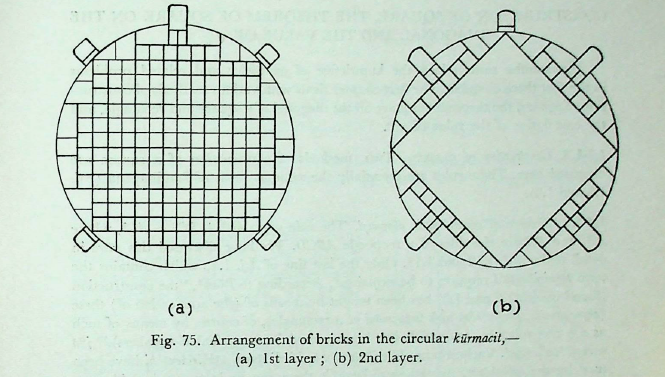 (a)
(b)
Fig. 75. Arrangement of bricks in the circular kūrmacit,—
(a) 1st layer ; (b) 2nd layer.